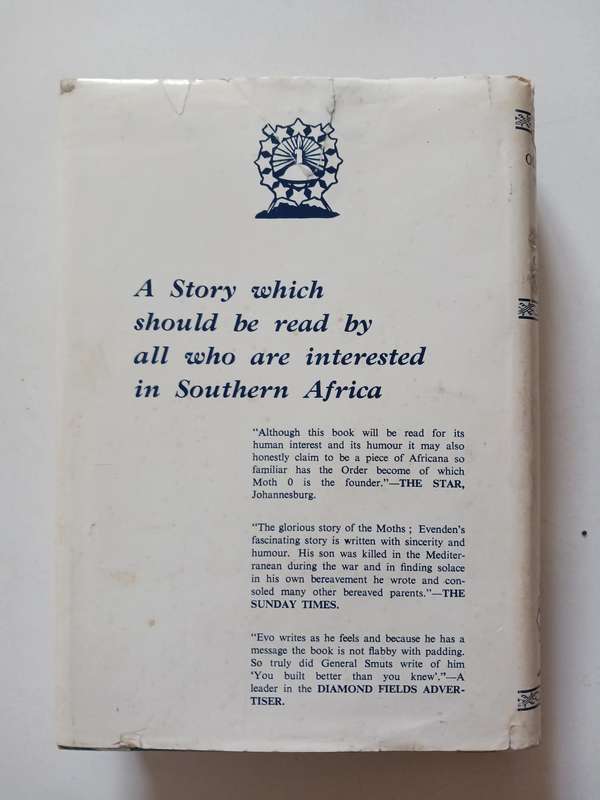 A Story which
should be read by
all who are interested
in Southern Africa
"Although this book will be read for its
human interest and its humour it may also
honestly claim to be a piece of Africana so
familiar has the Order become of which
Moth 0 is the founder."—THE STAR,
Johannesburg.
"The glorious story of the Moths ; Evenden's
fascinating story is written with sincerity and
humour. His son was killed in the Mediter-
ranean during the war and in finding solace
in his own bereavement he wrote and con-
soled many other bereaved parents."—THE
SUNDAY TIMES.
"Evo writes as he feels and because he has a
message the book is not flabby with padding.
So truly did General Smuts write of him
'You built better than you knew'."—A
leader in the DIAMOND FIELDS ADVER-
TISER.